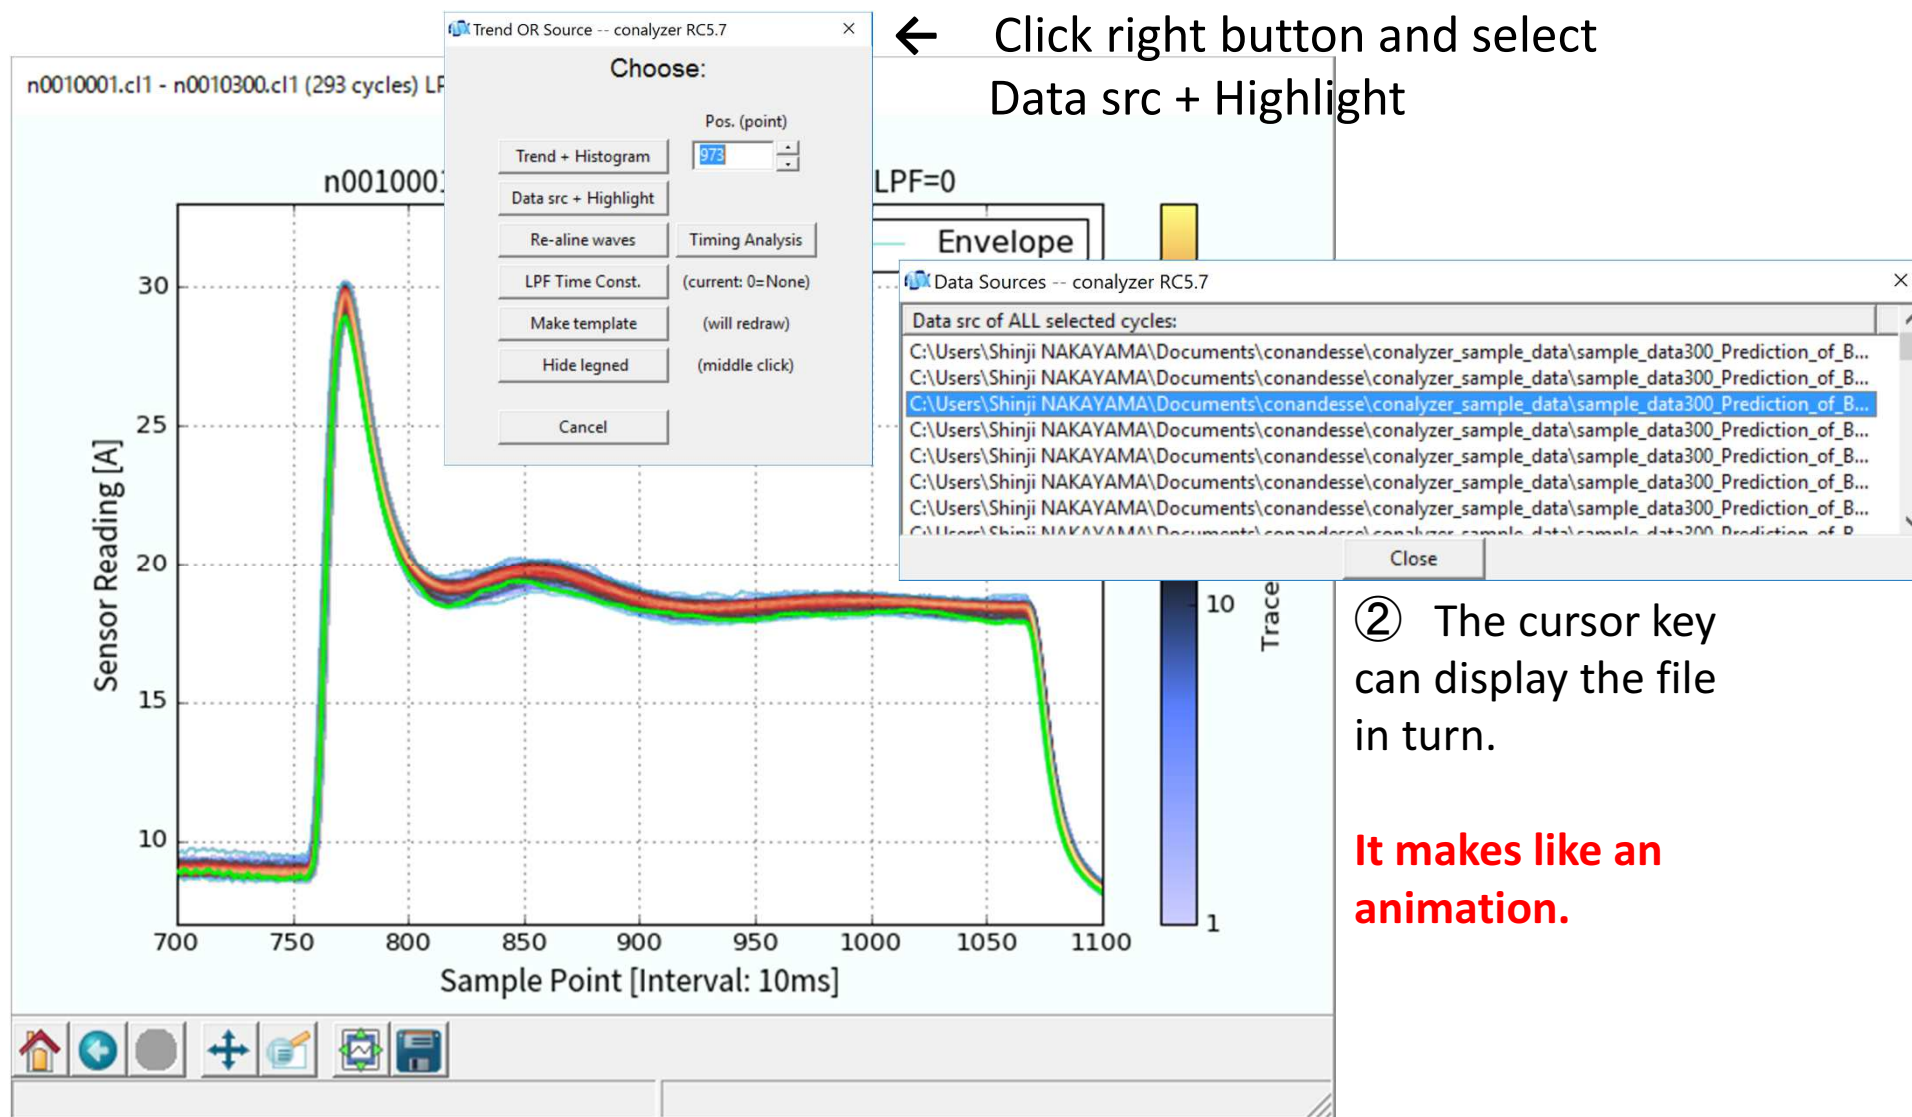 Trend OR Source -- conalyzer RC5.7
← Click right button and select
Data src + Highlight
n0010001.cl1 - n0010300.cl1 (293 cycles) LP
Choose:
Pos. (point)
Trend + Histogram
973
Data src + Highlight
Re-aline waves
Timing Analysis
LPF Time Const.
(current: 0=None)
Make template
(will redraw)
Hide legned
(middle click)
Cancel
n001000
LPF=0
Envelope
Data Sources -- conalyzer RC5.7
Data src of ALL selected cycles:
C:\Users\Shinji NAKAYAMA\Documents\conandesse\conalyzer_sample_data\sample_data300_Prediction_of_B...
C:\Users\Shinji NAKAYAMA\Documents\conandesse\conalyzer_sample_data\sample_data300_Prediction_of_B...
C:\Users\Shinji NAKAYAMA\Documents\conandesse\conalyzer_sample_data\sample_data300_Prediction_of_B...
C:\Users\Shinji NAKAYAMA\Documents\conandesse\conalyzer_sample_data\sample_data300_Prediction_of_B...
C:\Users\Shinji NAKAYAMA\Documents\conandesse\conalyzer_sample_data\sample_data300_Prediction_of_B...
C:\Users\Shinji NAKAYAMA\Documents\conandesse\conalyzer_sample_data\sample_data300_Prediction_of_B...
C:\Users\Shinji NAKAYAMA\Documents\conandesse\conalyzer_sample_data\sample_data300_Prediction_of_B...
Close
30
25
20
15
10
Sensor Reading [A]
700 750 800 850 900 950 1000 1050 1100
Sample Point [Interval: 10ms]
10
1
Trace
② The cursor key
can display the file
in turn.
It makes like an
animation.